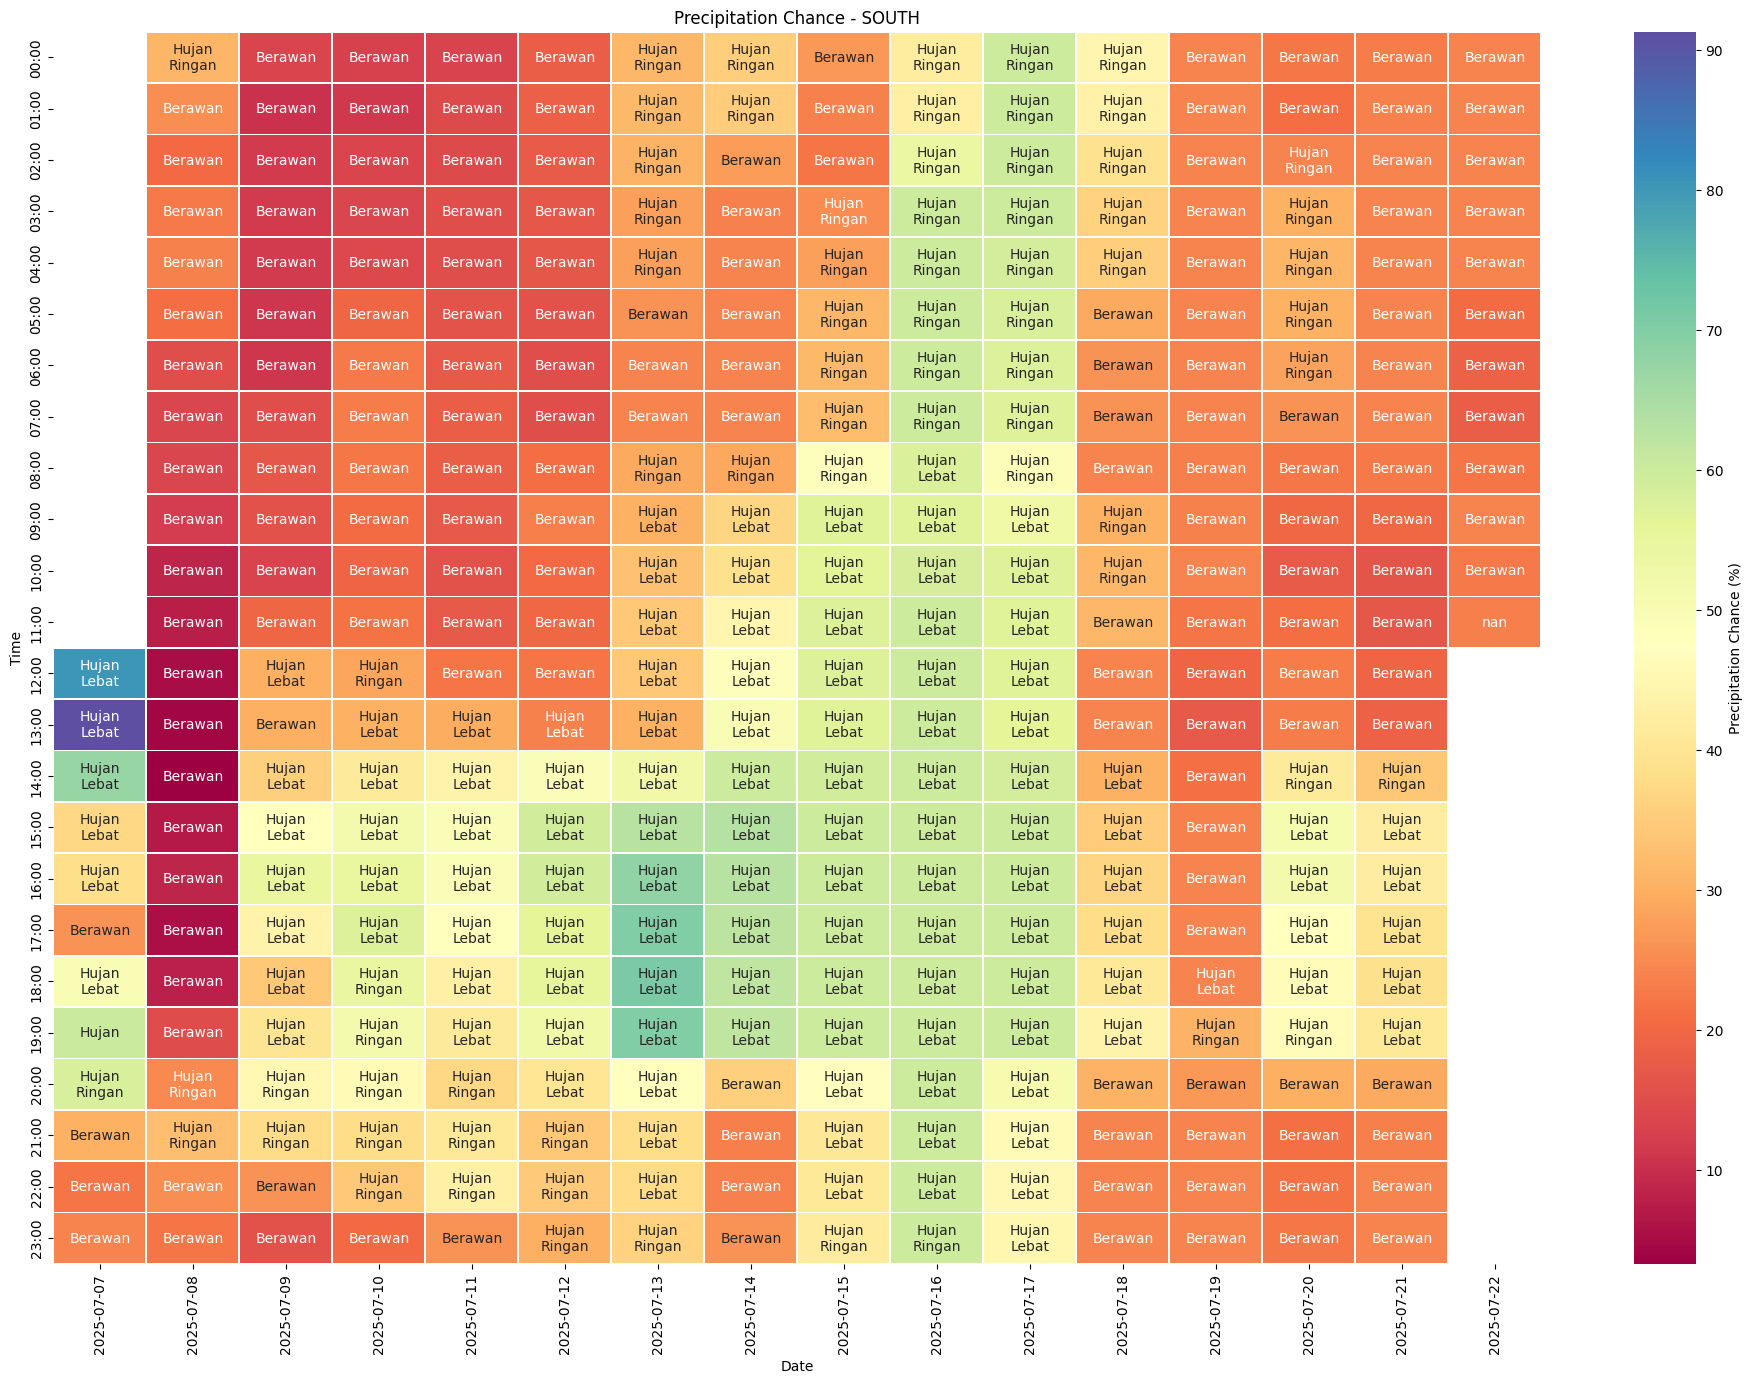 Precipitation Chance - SOUTH
00:00 Hujan Ringan Berawan Berawan Berawan Berawan Hujan Ringan Hujan Ringan Berawan Hujan Ringan Hujan Ringan Hujan Ringan Berawan Berawan Berawan Berawan
01:00 Berawan Berawan Berawan Berawan Berawan Hujan Ringan Hujan Ringan Berawan Hujan Ringan Hujan Ringan Hujan Ringan Berawan Berawan Berawan Berawan
02:00 Berawan Berawan Berawan Berawan Berawan Hujan Ringan Berawan Berawan Hujan Ringan Hujan Ringan Hujan Ringan Berawan Hujan Ringan Berawan Berawan
03:00 Berawan Berawan Berawan Berawan Berawan Hujan Ringan Berawan Hujan Ringan Hujan Ringan Hujan Ringan Hujan Ringan Berawan Hujan Ringan Berawan Berawan
04:00 Berawan Berawan Berawan Berawan Berawan Hujan Ringan Berawan Hujan Ringan Hujan Ringan Hujan Ringan Hujan Ringan Berawan Hujan Ringan Berawan Berawan
05:00 Berawan Berawan Berawan Berawan Berawan Berawan Berawan Hujan Ringan Hujan Ringan Hujan Ringan Berawan Berawan Hujan Ringan Berawan Berawan
06:00 Berawan Berawan Berawan Berawan Berawan Berawan Berawan Hujan Ringan Hujan Ringan Hujan Ringan Berawan Berawan Hujan Ringan Berawan Berawan
07:00 Berawan Berawan Berawan Berawan Berawan Berawan Berawan Hujan Ringan Hujan Ringan Hujan Ringan Berawan Berawan Berawan Berawan Berawan
08:00 Berawan Berawan Berawan Berawan Berawan Hujan Ringan Hujan Ringan Hujan Ringan Hujan Lebat Hujan Ringan Berawan Berawan Berawan Berawan Berawan
09:00 Berawan Berawan Berawan Berawan Berawan Hujan Lebat Hujan Lebat Hujan Lebat Hujan Lebat Hujan Lebat Hujan Ringan Berawan Berawan Berawan Berawan
10:00 Berawan Berawan Berawan Berawan Berawan Hujan Lebat Hujan Lebat Hujan Lebat Hujan Lebat Hujan Lebat Hujan Ringan Berawan Berawan Berawan Berawan
11:00 Berawan Berawan Berawan Berawan Berawan Hujan Lebat Hujan Lebat Hujan Lebat Hujan Lebat Hujan Lebat Berawan Berawan Berawan Berawan nan
12:00 Hujan Lebat Berawan Hujan Lebat Hujan Ringan Berawan Berawan Hujan Lebat Hujan Lebat Hujan Lebat Hujan Lebat Hujan Lebat Berawan Berawan Berawan Berawan
13:00 Hujan Lebat Berawan Berawan Hujan Lebat Hujan Lebat Hujan Lebat Hujan Lebat Hujan Lebat Hujan Lebat Hujan Lebat Hujan Lebat Berawan Berawan Berawan Berawan
14:00 Hujan Lebat Berawan Hujan Lebat Hujan Lebat Hujan Lebat Hujan Lebat Hujan Lebat Hujan Lebat Hujan Lebat Hujan Lebat Hujan Lebat Hujan Lebat Berawan Hujan Ringan Hujan Ringan
15:00 Hujan Lebat Berawan Hujan Lebat Hujan Lebat Hujan Lebat Hujan Lebat Hujan Lebat Hujan Lebat Hujan Lebat Hujan Lebat Hujan Lebat Hujan Lebat Berawan Hujan Lebat Hujan Lebat
16:00 Hujan Lebat Berawan Hujan Lebat Hujan Lebat Hujan Lebat Hujan Lebat Hujan Lebat Hujan Lebat Hujan Lebat Hujan Lebat Hujan Lebat Hujan Lebat Berawan Hujan Lebat Hujan Lebat
17:00 Berawan Berawan Hujan Lebat Hujan Lebat Hujan Lebat Hujan Lebat Hujan Lebat Hujan Lebat Hujan Lebat Hujan Lebat Hujan Lebat Hujan Lebat Berawan Hujan Lebat Hujan Lebat
18:00 Hujan Lebat Berawan Hujan Lebat Hujan Ringan Hujan Lebat Hujan Lebat Hujan Lebat Hujan Lebat Hujan Lebat Hujan Lebat Hujan Lebat Hujan Lebat Hujan Lebat Hujan Lebat Hujan Lebat
19:00 Hujan Berawan Hujan Lebat Hujan Ringan Hujan Lebat Hujan Lebat Hujan Lebat Hujan Lebat Hujan Lebat Hujan Lebat Hujan Lebat Hujan Lebat Hujan Ringan Hujan Ringan Hujan Lebat
20:00 Hujan Ringan Hujan Ringan Hujan Ringan Hujan Ringan Hujan Ringan Hujan Lebat Hujan Lebat Berawan Hujan Lebat Hujan Lebat Hujan Lebat Berawan Berawan Berawan Berawan
21:00 Berawan Hujan Ringan Hujan Ringan Hujan Ringan Hujan Ringan Hujan Ringan Hujan Lebat Berawan Hujan Lebat Hujan Lebat Hujan Lebat Berawan Berawan Berawan Berawan
22:00 Berawan Berawan Berawan Hujan Ringan Hujan Ringan Hujan Ringan Hujan Lebat Berawan Hujan Lebat Hujan Lebat Hujan Lebat Berawan Berawan Berawan Berawan
23:00 Berawan Berawan Berawan Berawan Berawan Hujan Ringan Hujan Ringan Berawan Hujan Ringan Hujan Ringan Hujan Lebat Berawan Berawan Berawan Berawan
2025-07-07 2025-07-08 2025-07-09 2025-07-10 2025-07-11 2025-07-12 2025-07-13 2025-07-14 2025-07-15 2025-07-16 2025-07-17 2025-07-18 2025-07-19 2025-07-20 2025-07-21 2025-07-22
Date
Time
90
80
70
60
50
40
30
20
10
Precipitation Chance (%)